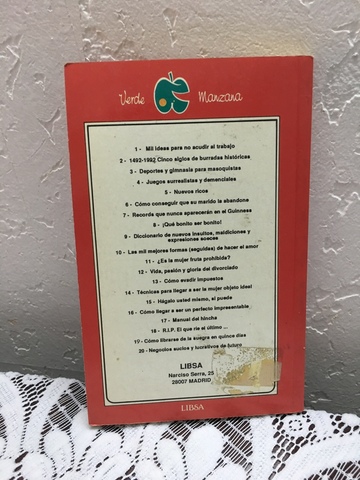 Verde Manzana
1 - Mil ideas para no acudir al trabajo
2 - 1492-1992 Cinco siglos de burradas históricas
3 - Deportes y gimnasia para masoquistas
4 - Juegos surrealistas y demenciales
5 - Nuevos ricos
6 - Cómo conseguir que su marido la abandone
7 - Records que nunca aparecerán en el Guinness
8 - ¡Qué bonito ser bonito!
9 - Diccionario de nuevos insultos, maldiciones y
expresiones soeces
10 - Las mil mejores formas (seguidas) de hacer el amor
11 - ¿Es la mujer fruta prohibida?
12 - Vida, pasión y gloria del divorciado
13 - Cómo evadir impuestos
14 - Técnicas para llegar a ser la mujer objeto ideal
15 - Hágalo usted mismo, si puede
16 - Cómo llegar a ser un perfecto impresentable
17 - Manual del hincha
18 - R.I.P. El que ríe el último ...
19 - Cómo librarse de la suegra en quince días
20 - Negocios sucios y lucrativos de futuro
LIBSA
Narciso Serra, 25
28007 MADRID
LIBSA